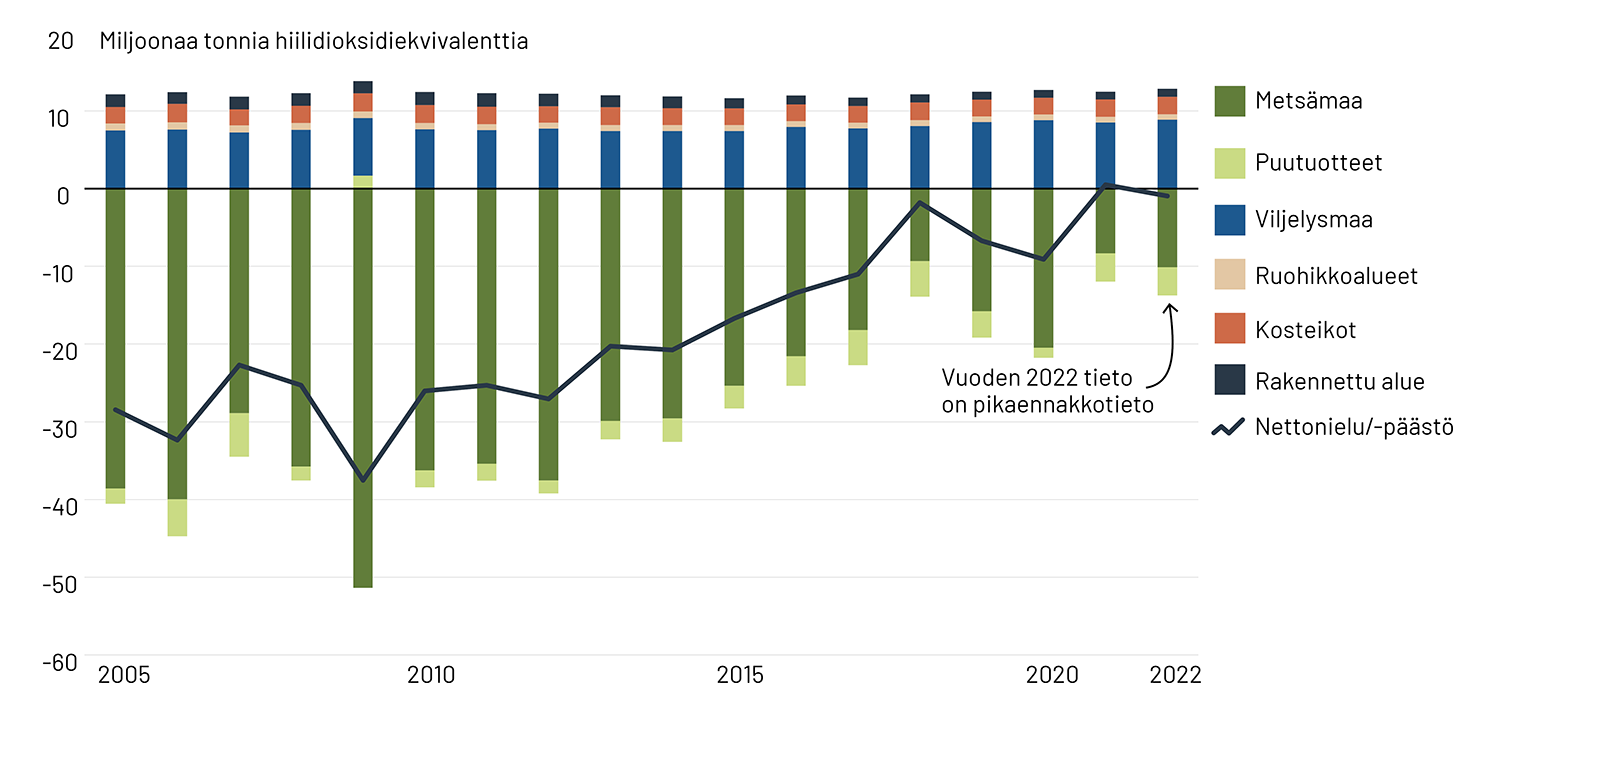 20 Miljoonaa tonnia hiilidioksidiekvivalenttia
10
0
-10
-20
-30
-40
-50
-60
2005 2010 2015 2020 2022
Vuoden 2022 tieto
on pikaennakkotieto
Metsämaa
Puutuotteet
Viljelysmaa
Ruohikkoalueet
Kosteikot
Rakennettu alue
Nettonielu/-päästö